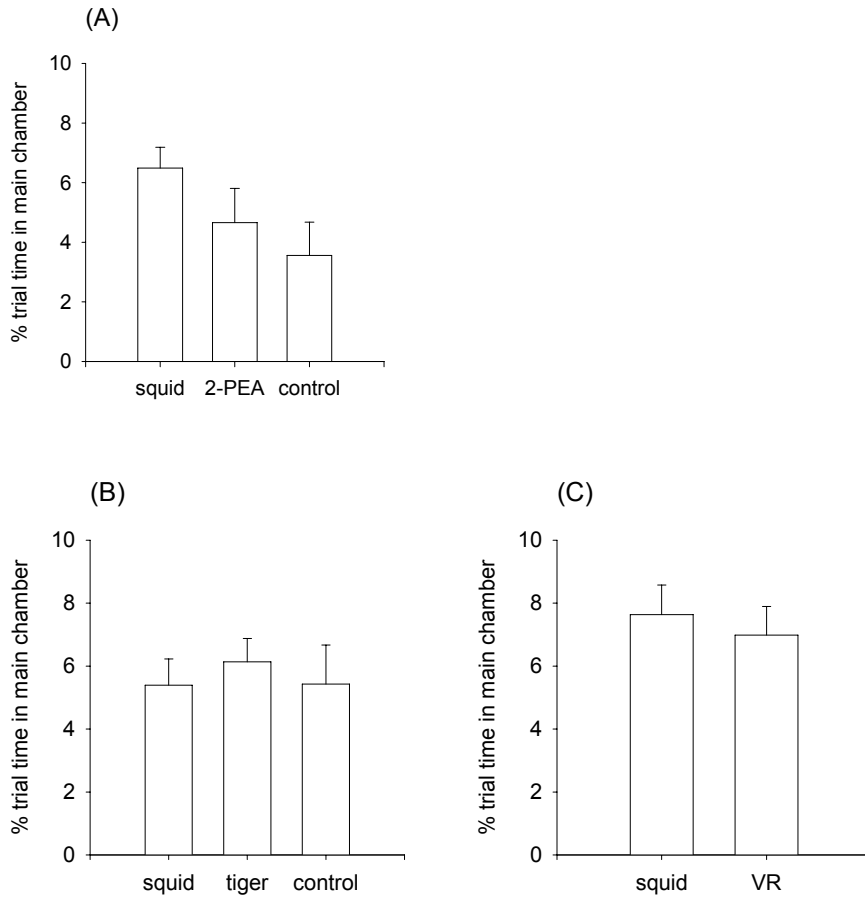 (A)
% trial time in main chamber
10
8
6
4
2
0
squid 2-PEA control
(B)
% trial time in main chamber
10
8
6
4
2
0
squid tiger control
(C)
% trial time in main chamber
10
8
6
4
2
0
squid VR